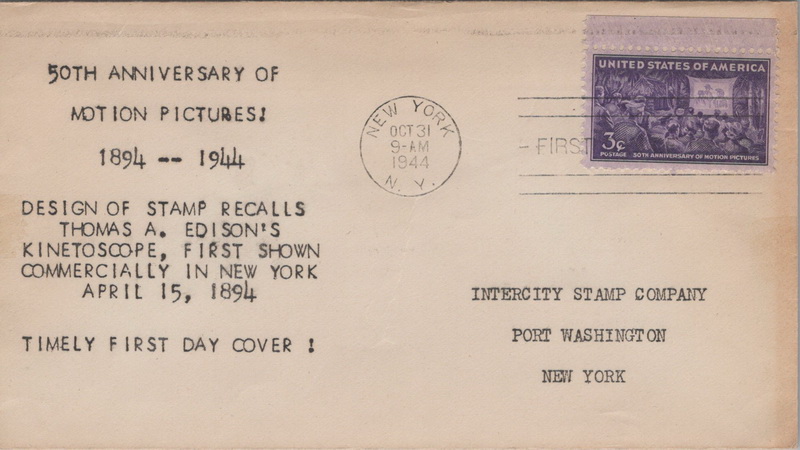 50TH ANNIVERSARY OF
MOTION PICTURES!
1894 -- 1944
DESIGN OF STAMP RECALLS
THOMAS A. EDISON'S
KINETOSCOPE, FIRST SHOWN
COMMERCIALLY IN NEW YORK
APRIL 15, 1894
TIMELY FIRST DAY COVER !
NEW YORK
OCT 31
9-AM
1944
N. Y.
- FIRST
UNITED STATES OF AMERICA
3¢
POSTAGE 50TH ANNIVERSARY OF MOTION PICTURES
INTERCITY STAMP COMPANY
PORT WASHINGTON
NEW YORK